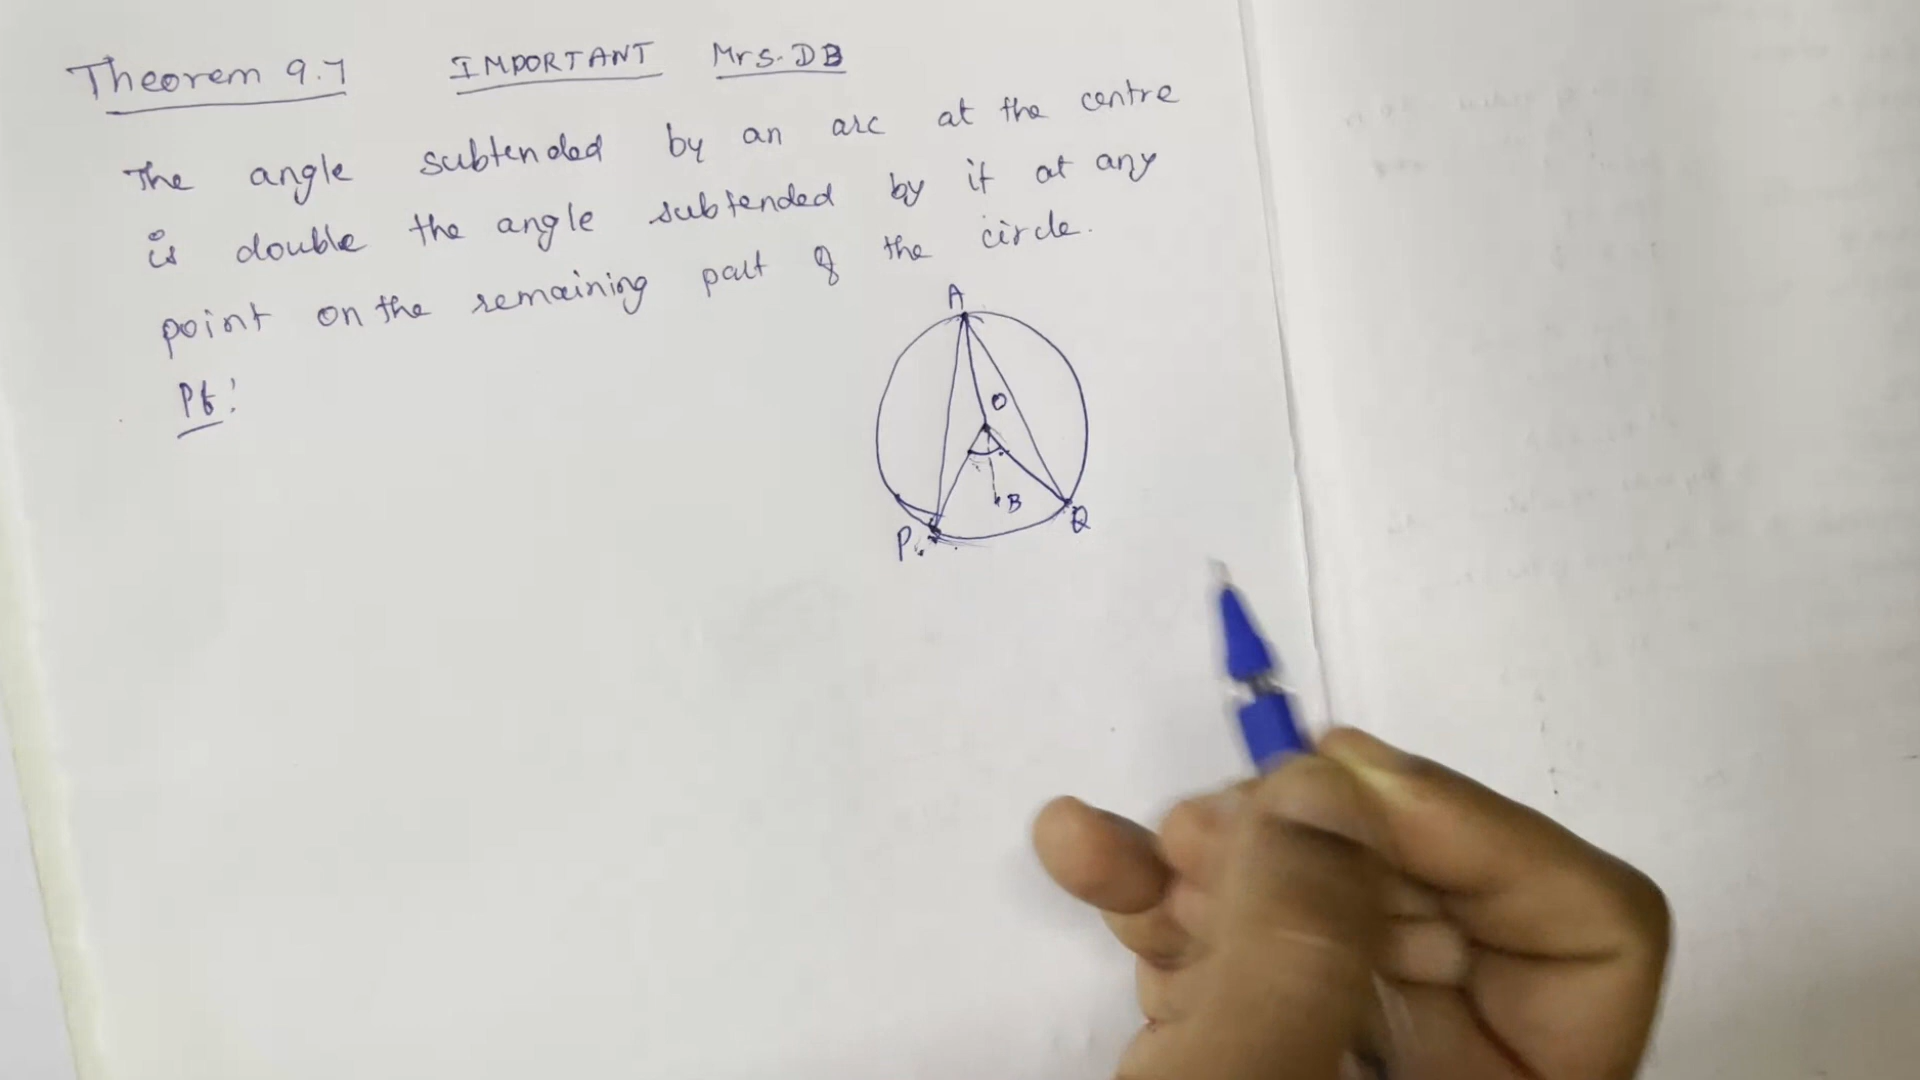 Theorem 9.7 IMPORTANT Mrs. DB
The angle subtended by an arc at the centre
is double the angle subtended by it at any
point on the remaining part of the circle.
Pf:
A
O
B
P
Q